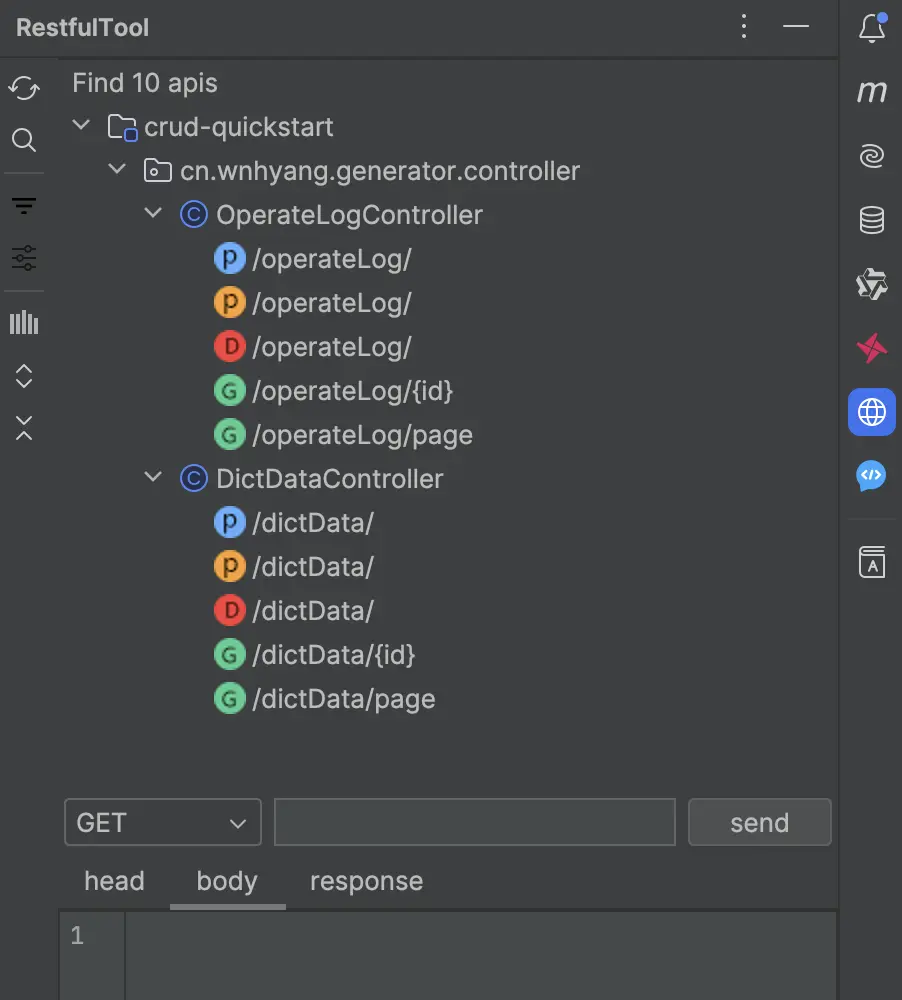 RestfulTool
Find 10 apis
crud-quickstart
cn.wnhyang.generator.controller
C OperateLogController
p /operateLog/
p /operateLog/
D /operateLog/
G /operateLog/{id}
G /operateLog/page
C DictDataController
p /dictData/
p /dictData/
D /dictData/
G /dictData/{id}
G /dictData/page
GET send
head body response
1
m
A